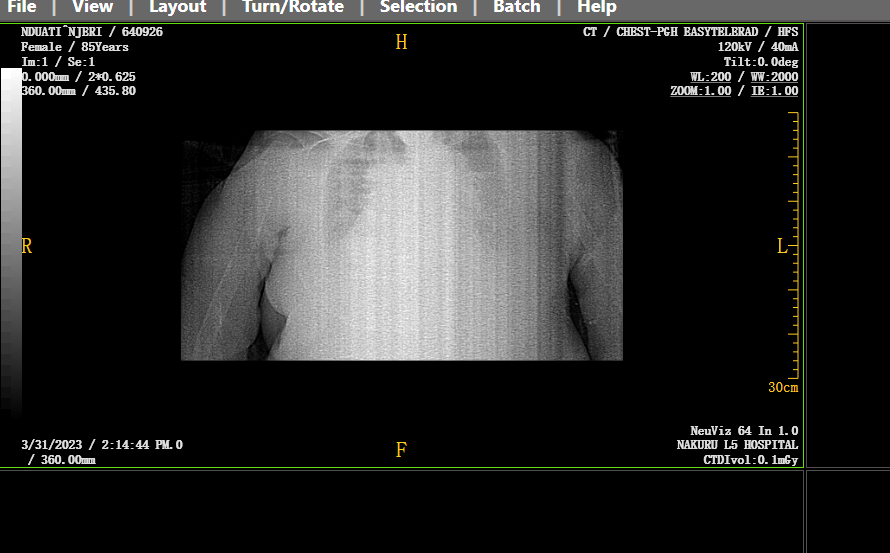 File | View | Layout | Turn/Rotate | Selection | Batch | Help
NDUATI^NJERI / 640926
Female / 85Years
Im:1 / Se:1
0.000mm / 2*0.625
360.00mm / 435.80
H
CT / CHEST-PGH EASYTELERAD / HFS
120kV / 40mA
Tilt:0.0deg
WL:200 / WW:2000
ZOOM:1.00 / IE:1.00
R
L
30cm
3/31/2023 / 2:14:44 PM.0
/ 360.00mm
F
NeuViz 64 In 1.0
NAKURU L5 HOSPITAL
CTDIvol:0.1mGy